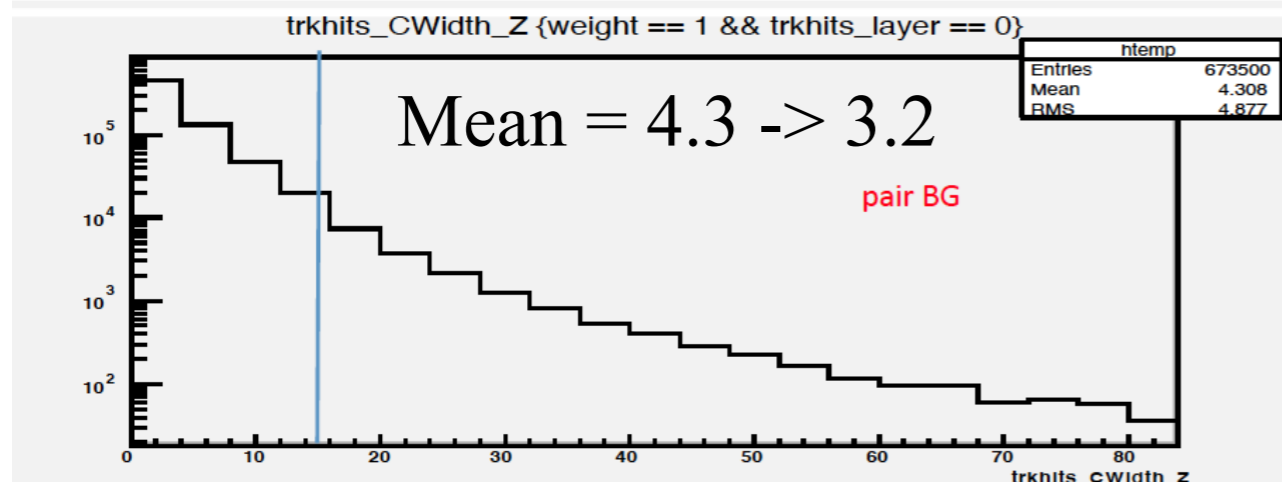 trkhits_CWidth_Z {weight == 1 && trkhits_layer == 0}
htemp
Entries 673500
Mean 4.308
RMS 4.877
Mean = 4.3 -> 3.2
pair BG
10^5
10^4
10^3
10^2
0 10 20 30 40 50 60 70 80
trkhits_CWidth_Z